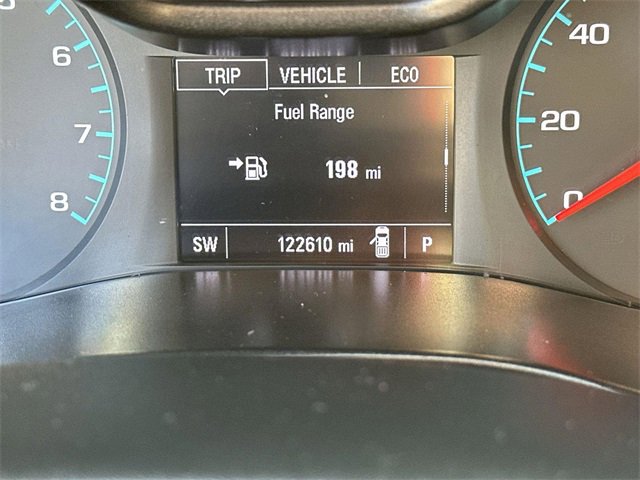 TRIP VEHICLE ECO
Fuel Range
198 mi
SW 122610 mi P
6
7
8
40
20
0